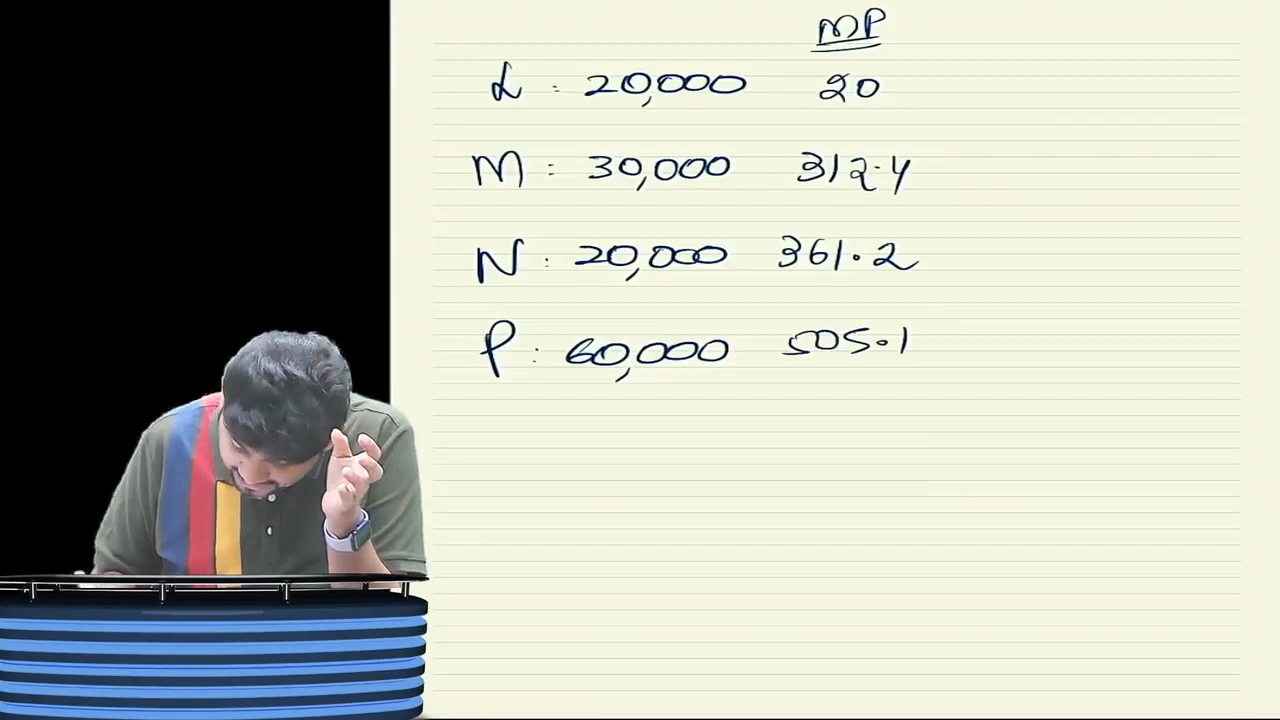 MP
L : 20,000 20
M : 30,000 312.4
N : 20,000 361.2
P : 60,000 505.1